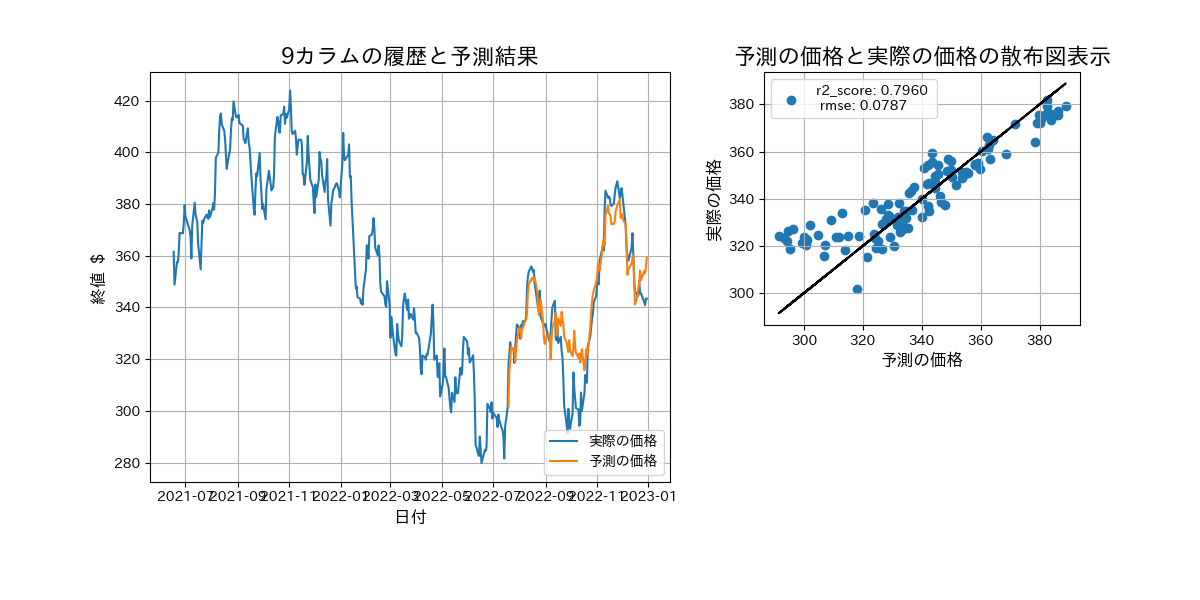 9カラムの履歴と予測結果
終値 $
420
400
380
360
340
320
300
280
実際の価格
予測の価格
2021-07
2021-09
2021-11
2022-01
2022-03
2022-05
2022-07
2022-09
2022-11
2023-01
日付
予測の価格と実際の価格の散布図表示
r2_score: 0.7960
rmse: 0.0787
実際の価格
380
360
340
320
300
300
320
340
360
380
予測の価格